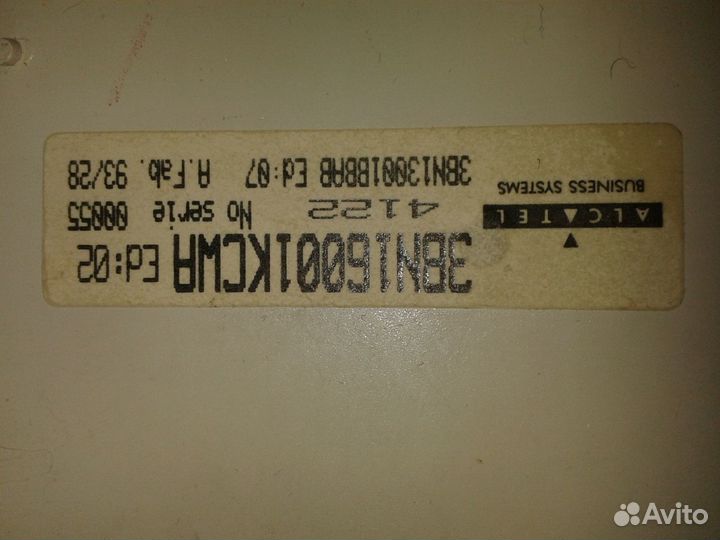 ALCATEL
BUSINESS SYSTEMS
3BN16001KCWA Ed:02
4122 No serie 00055
3BN13001BBAB Ed:07 A.Fab. 93/28
Avito